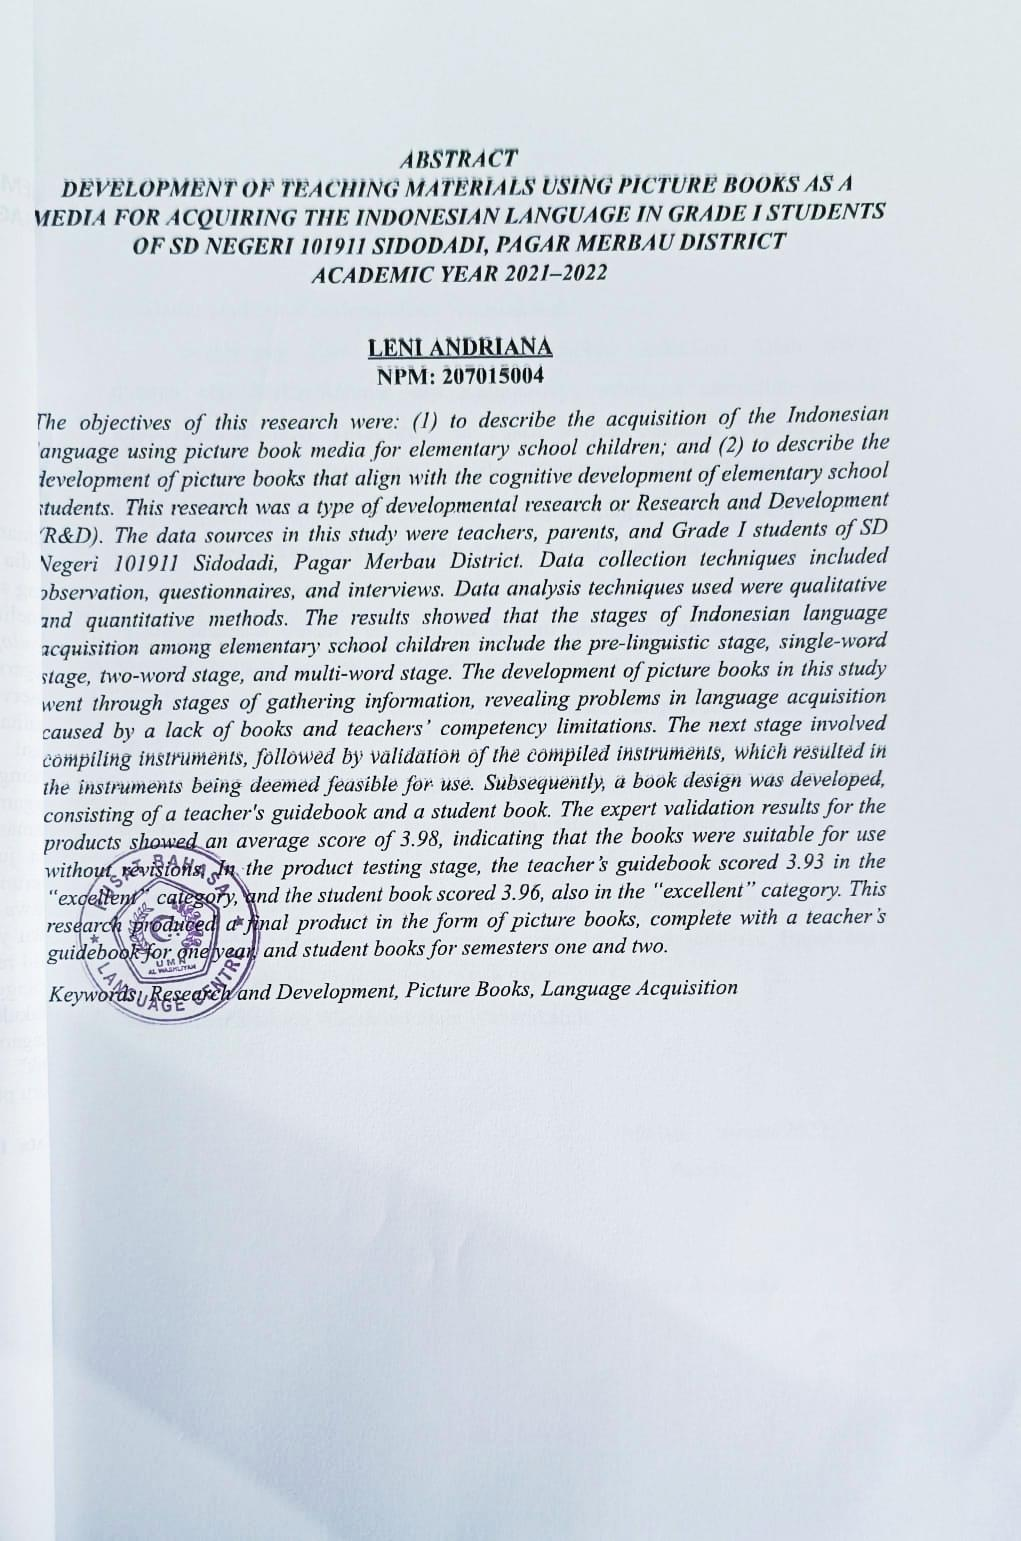 ABSTRACT
DEVELOPMENT OF TEACHING MATERIALS USING PICTURE BOOKS AS A
MEDIA FOR ACQUIRING THE INDONESIAN LANGUAGE IN GRADE I STUDENTS
OF SD NEGERI 101911 SIDODADI, PAGAR MERBAU DISTRICT
ACADEMIC YEAR 2021–2022
LENI ANDRIANA
NPM: 207015004
The objectives of this research were: (1) to describe the acquisition of the Indonesian
language using picture book media for elementary school children; and (2) to describe the
development of picture books that align with the cognitive development of elementary school
students. This research was a type of developmental research or Research and Development
(R&D). The data sources in this study were teachers, parents, and Grade I students of SD
Negeri 101911 Sidodadi, Pagar Merbau District. Data collection techniques included
observation, questionnaires, and interviews. Data analysis techniques used were qualitative
and quantitative methods. The results showed that the stages of Indonesian language
acquisition among elementary school children include the pre-linguistic stage, single-word
stage, two-word stage, and multi-word stage. The development of picture books in this study
went through stages of gathering information, revealing problems in language acquisition
caused by a lack of books and teachers’ competency limitations. The next stage involved
compiling instruments, followed by validation of the compiled instruments, which resulted in
the instruments being deemed feasible for use. Subsequently, a book design was developed,
consisting of a teacher's guidebook and a student book. The expert validation results for the
products showed an average score of 3.98, indicating that the books were suitable for use
without revisions. In the product testing stage, the teacher’s guidebook scored 3.93 in the
“excellent” category, and the student book scored 3.96, also in the “excellent” category. This
research produced a final product in the form of picture books, complete with a teacher’s
guidebook for one year, and student books for semesters one and two.
Keywords: Research and Development, Picture Books, Language Acquisition
PUSAT BAHASA
UMN
AL WASHLIYAH
LANGUAGE CENTRE